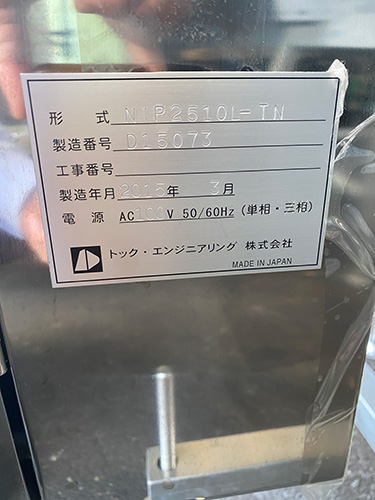 形 式 NIP2510L-TN
製造番号 D15073
工事番号
製造年月 2015年 3月
電 源 AC100V 50/60Hz (単相・三相)
トック・エンジニアリング 株式会社
MADE IN JAPAN